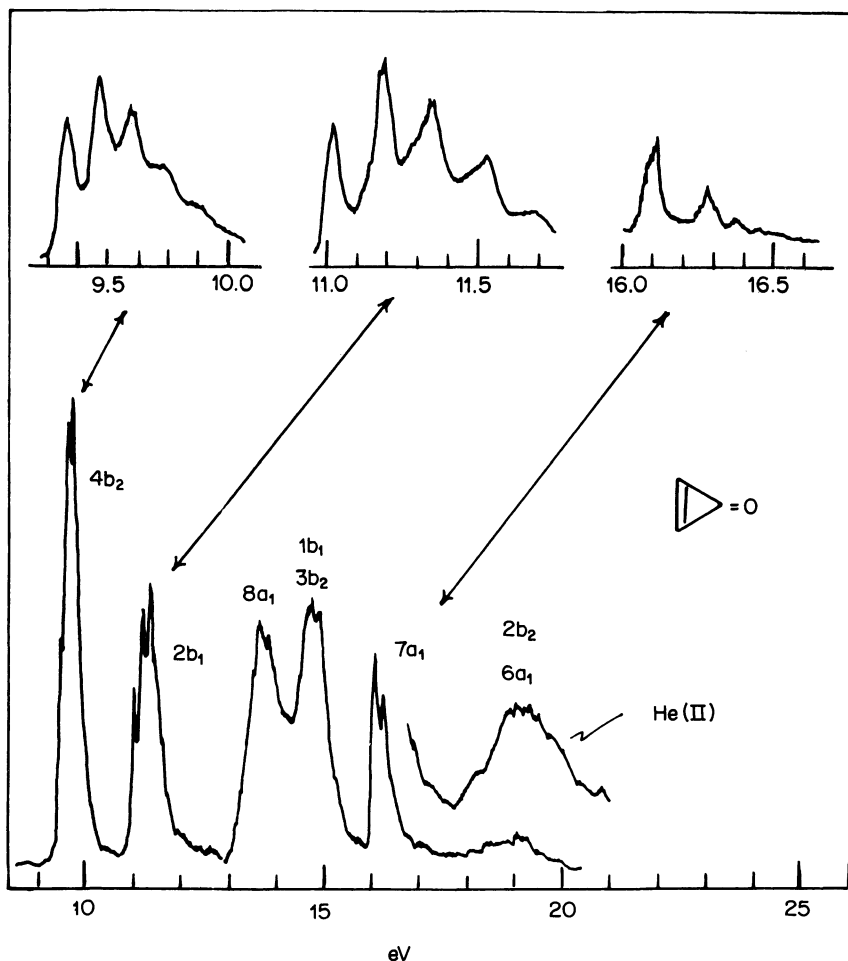 9.5 10.0
11.0 11.5
16.0 16.5
4b₂
2b₁
8a₁
1b₁
3b₂
7a₁
2b₂
6a₁
He(II)
= O
10 15 20 25
eV